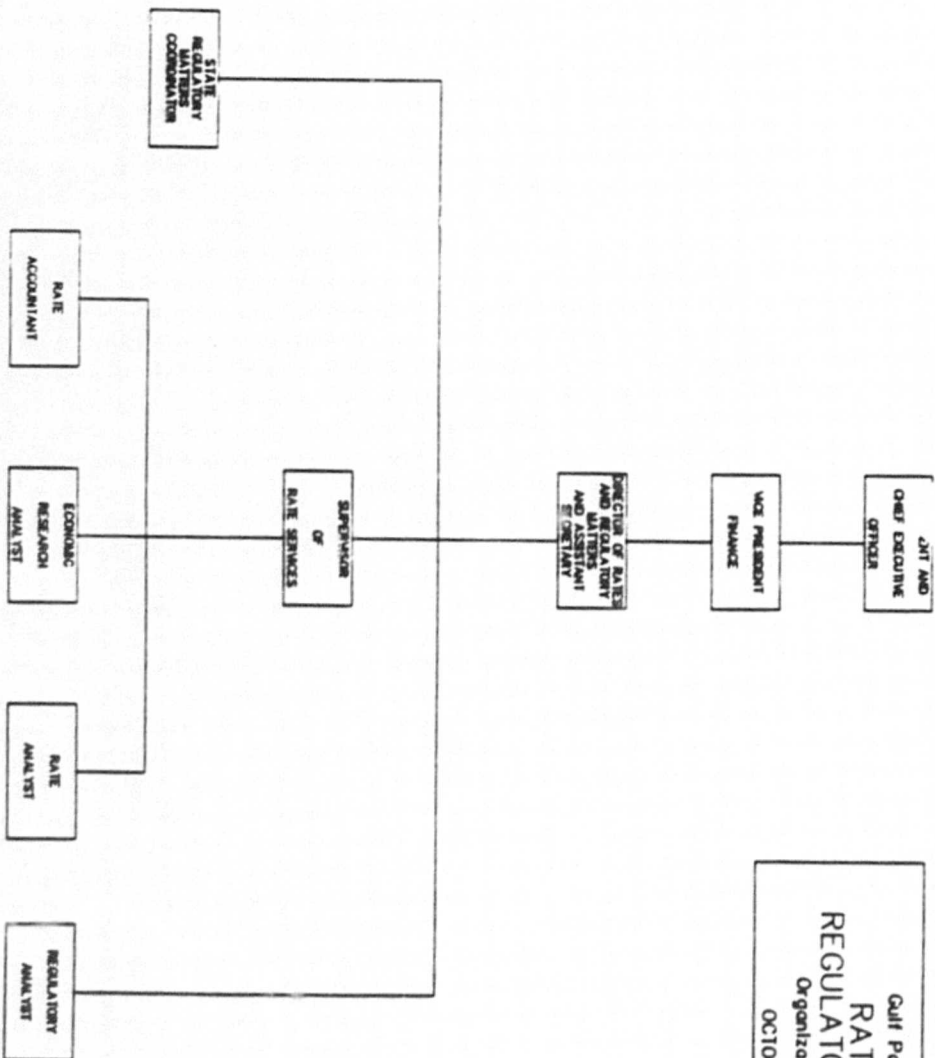 Gulf Po
RAT
REGULATO
Organiza
OCTO
ENT AND
CHIEF EXECUTIVE
OFFICER
VICE PRESIDENT
FINANCE
DIRECTOR OF RATES
AND REGULATORY
MATTERS
AND ASSISTANT
SECRETARY
SUPERVISOR
OF
RATE SERVICES
STATE
REGULATORY
MATTERS
COORDINATOR
RATE
ACCOUNTANT
ECONOMIC
RESEARCH
ANALYST
RATE
ANALYST
REGULATORY
ANALYST